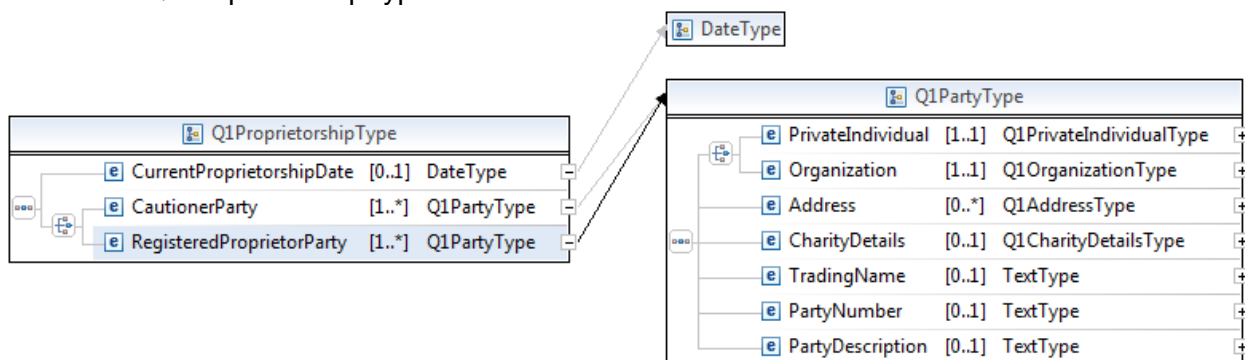 DateType
Q1PartyType
PrivateIndividual [1..1] Q1PrivateIndividualType
Organization [1..1] Q1OrganizationType
Address [0..*] Q1AddressType
CharityDetails [0..1] Q1CharityDetailsType
TradingName [0..1] TextType
PartyNumber [0..1] TextType
PartyDescription [0..1] TextType
Q1ProprietorshipType
CurrentProprietorshipDate [0..1] DateType
CautionerParty [1..*] Q1PartyType
RegisteredProprietorParty [1..*] Q1PartyType